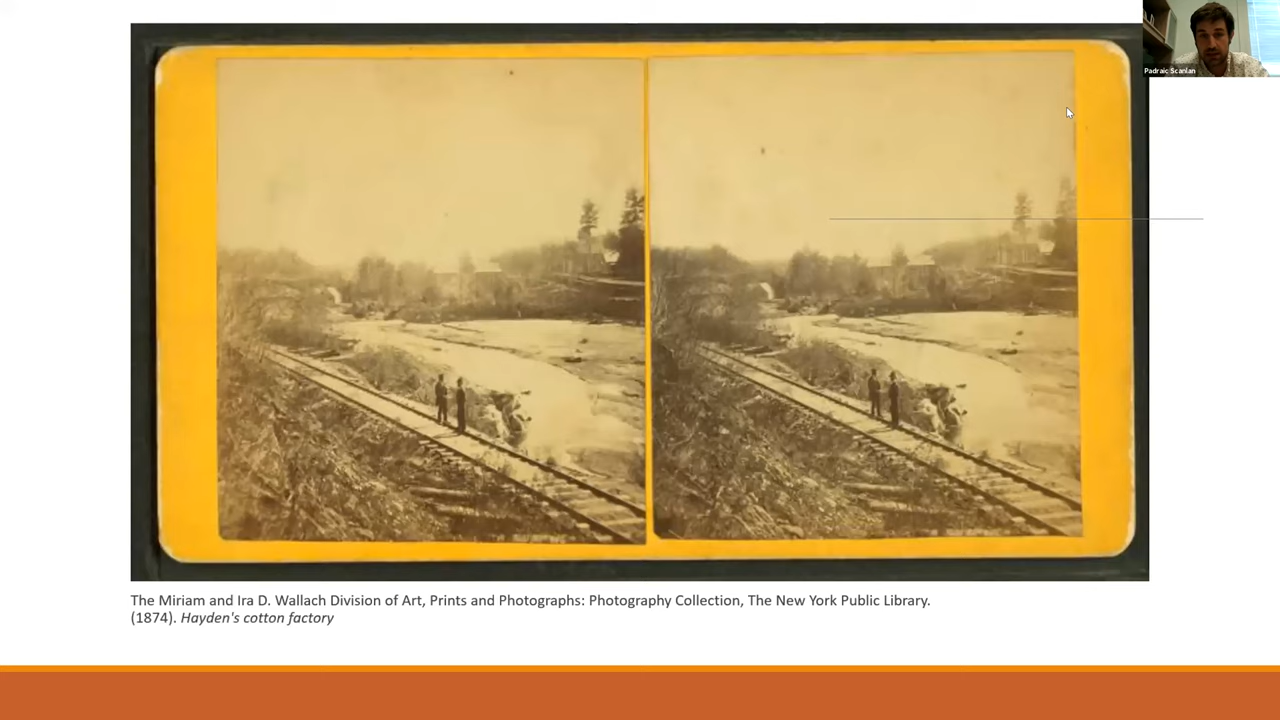 Padraic Scanlan
The Miriam and Ira D. Wallach Division of Art, Prints and Photographs: Photography Collection, The New York Public Library.
(1874). Hayden's cotton factory